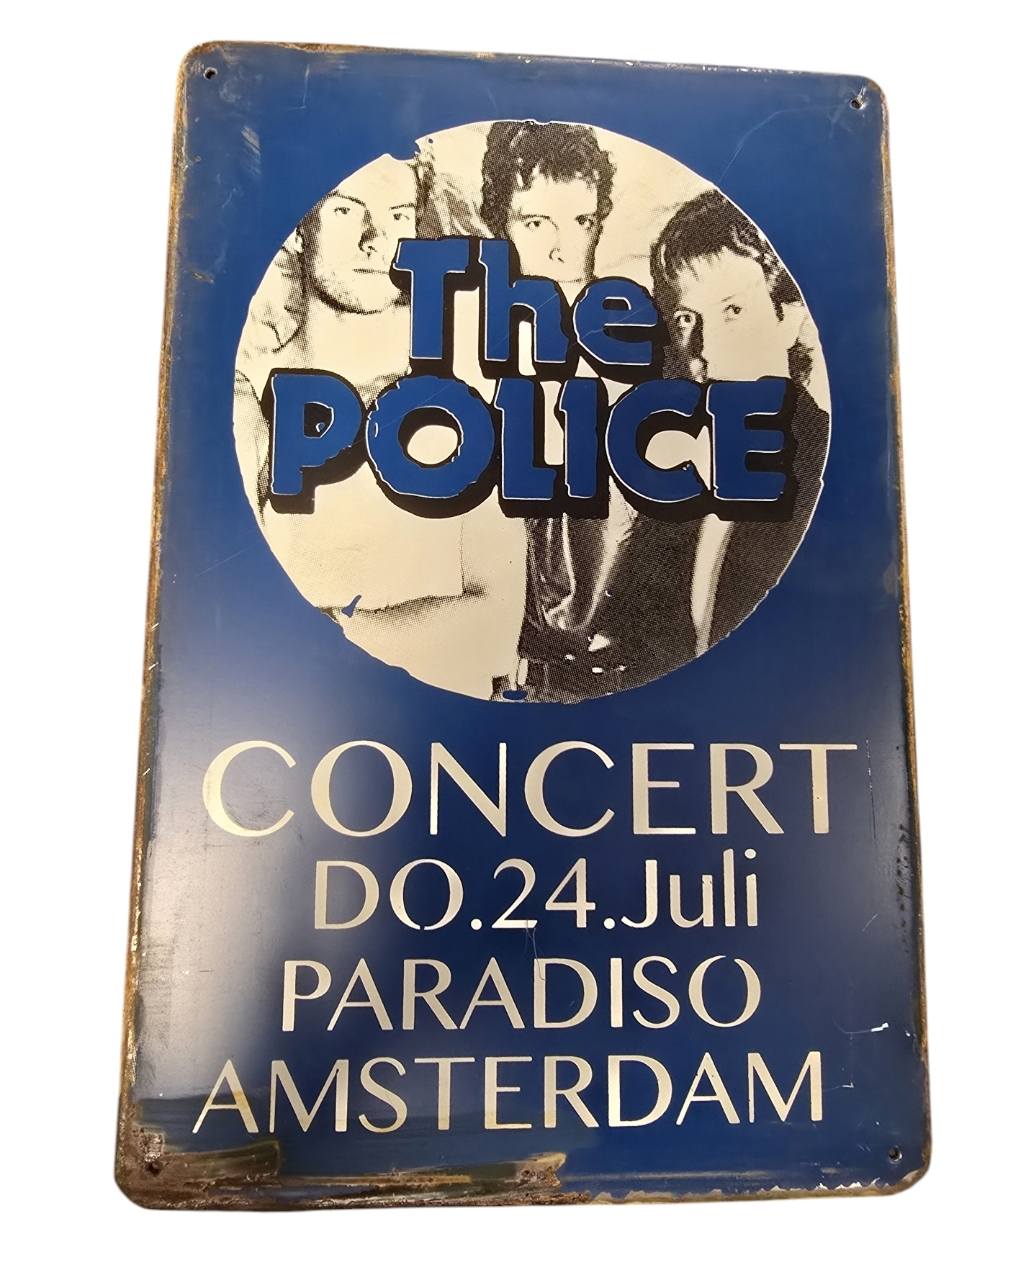 The
POLICE
CONCERT
DO.24.Juli
PARADISO
AMSTERDAM